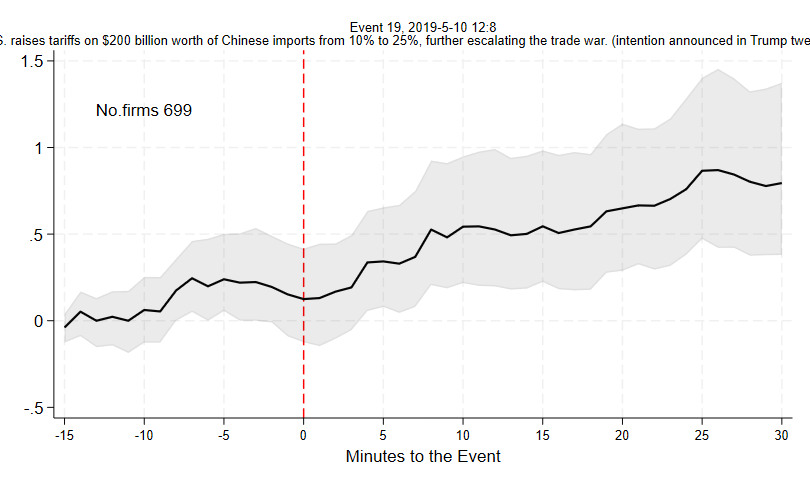 Event 19, 2019-5-10 12:8
S. raises tariffs on $200 billion worth of Chinese imports from 10% to 25%, further escalating the trade war. (intention announced in Trump twe
1.5
No.firms 699
1
.5
0
-.5
-15 -10 -5 0 5 10 15 20 25 30
Minutes to the Event